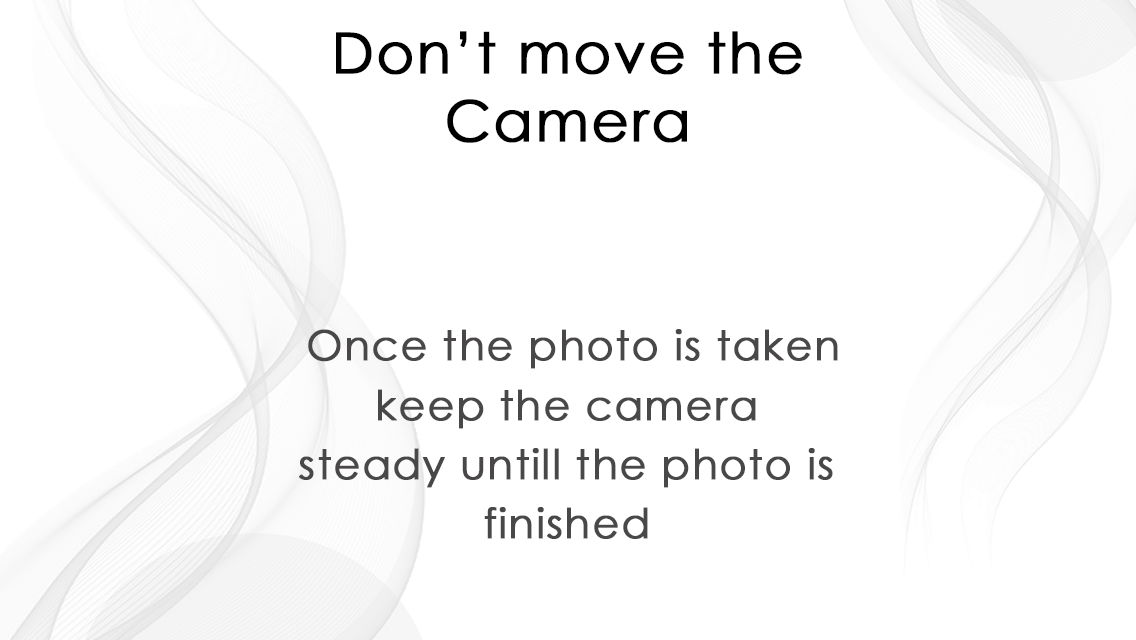 Don’t move the
Camera
Once the photo is taken
keep the camera
steady untill the photo is
finished